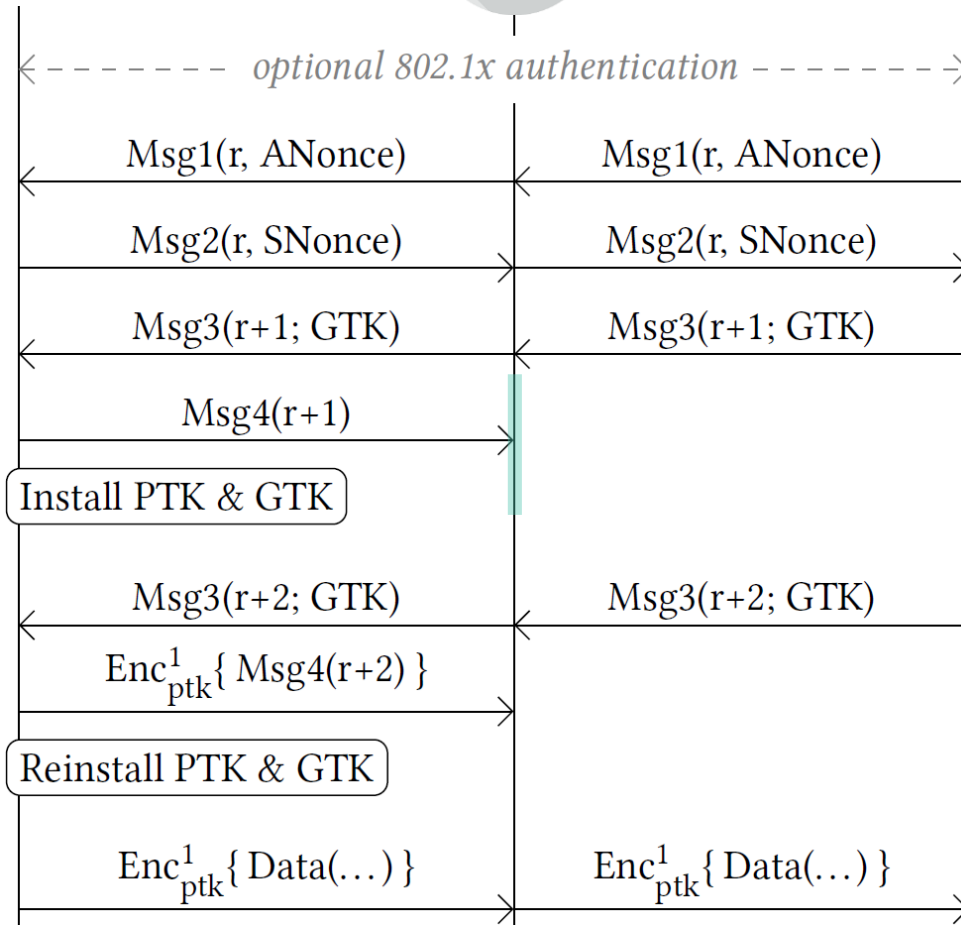 optional 802.1x authentication
Msg1(r, ANonce) Msg1(r, ANonce)
Msg2(r, SNonce) Msg2(r, SNonce)
Msg3(r+1; GTK) Msg3(r+1; GTK)
Msg4(r+1)
Install PTK & GTK
Msg3(r+2; GTK) Msg3(r+2; GTK)
Enc¹ptk{ Msg4(r+2) }
Reinstall PTK & GTK
Enc¹ptk{ Data(…) } Enc¹ptk{ Data(…) }